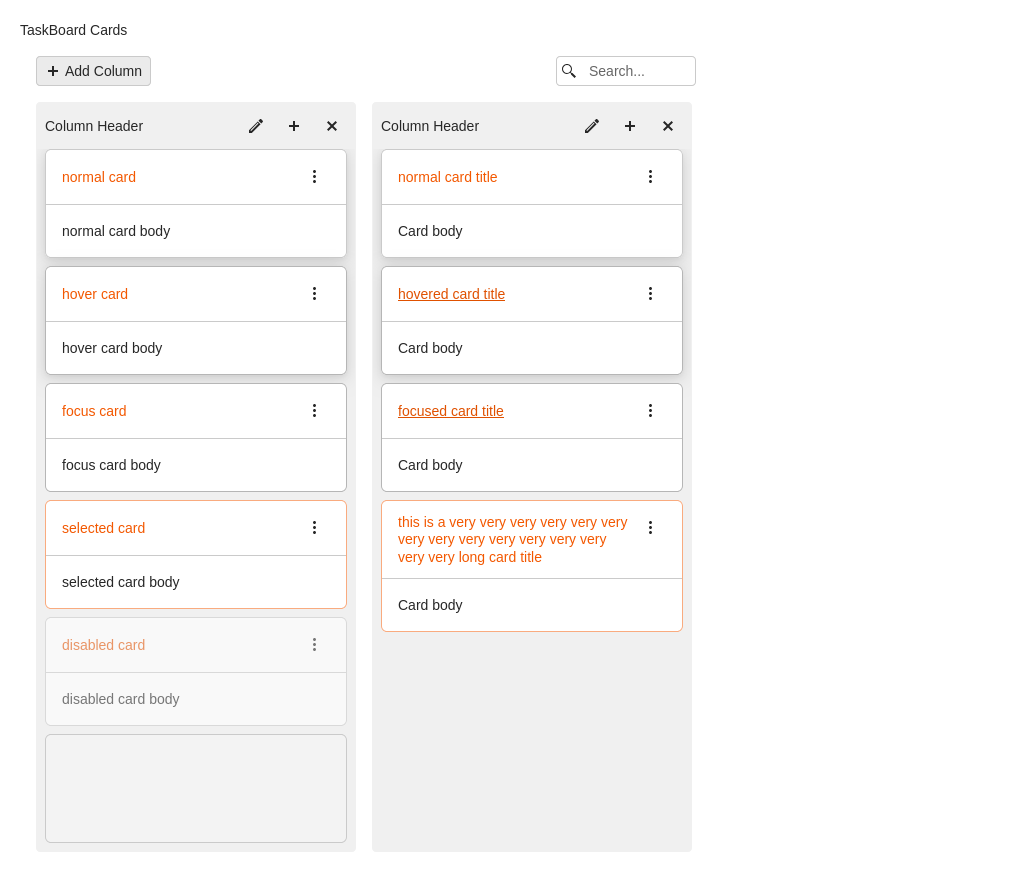 TaskBoard Cards
Add Column
Search...
Column Header
normal card
normal card body
hover card
hover card body
focus card
focus card body
selected card
selected card body
disabled card
disabled card body
Column Header
normal card title
Card body
hovered card title
Card body
focused card title
Card body
this is a very very very very very very
very very very very very very very
very very long card title
Card body